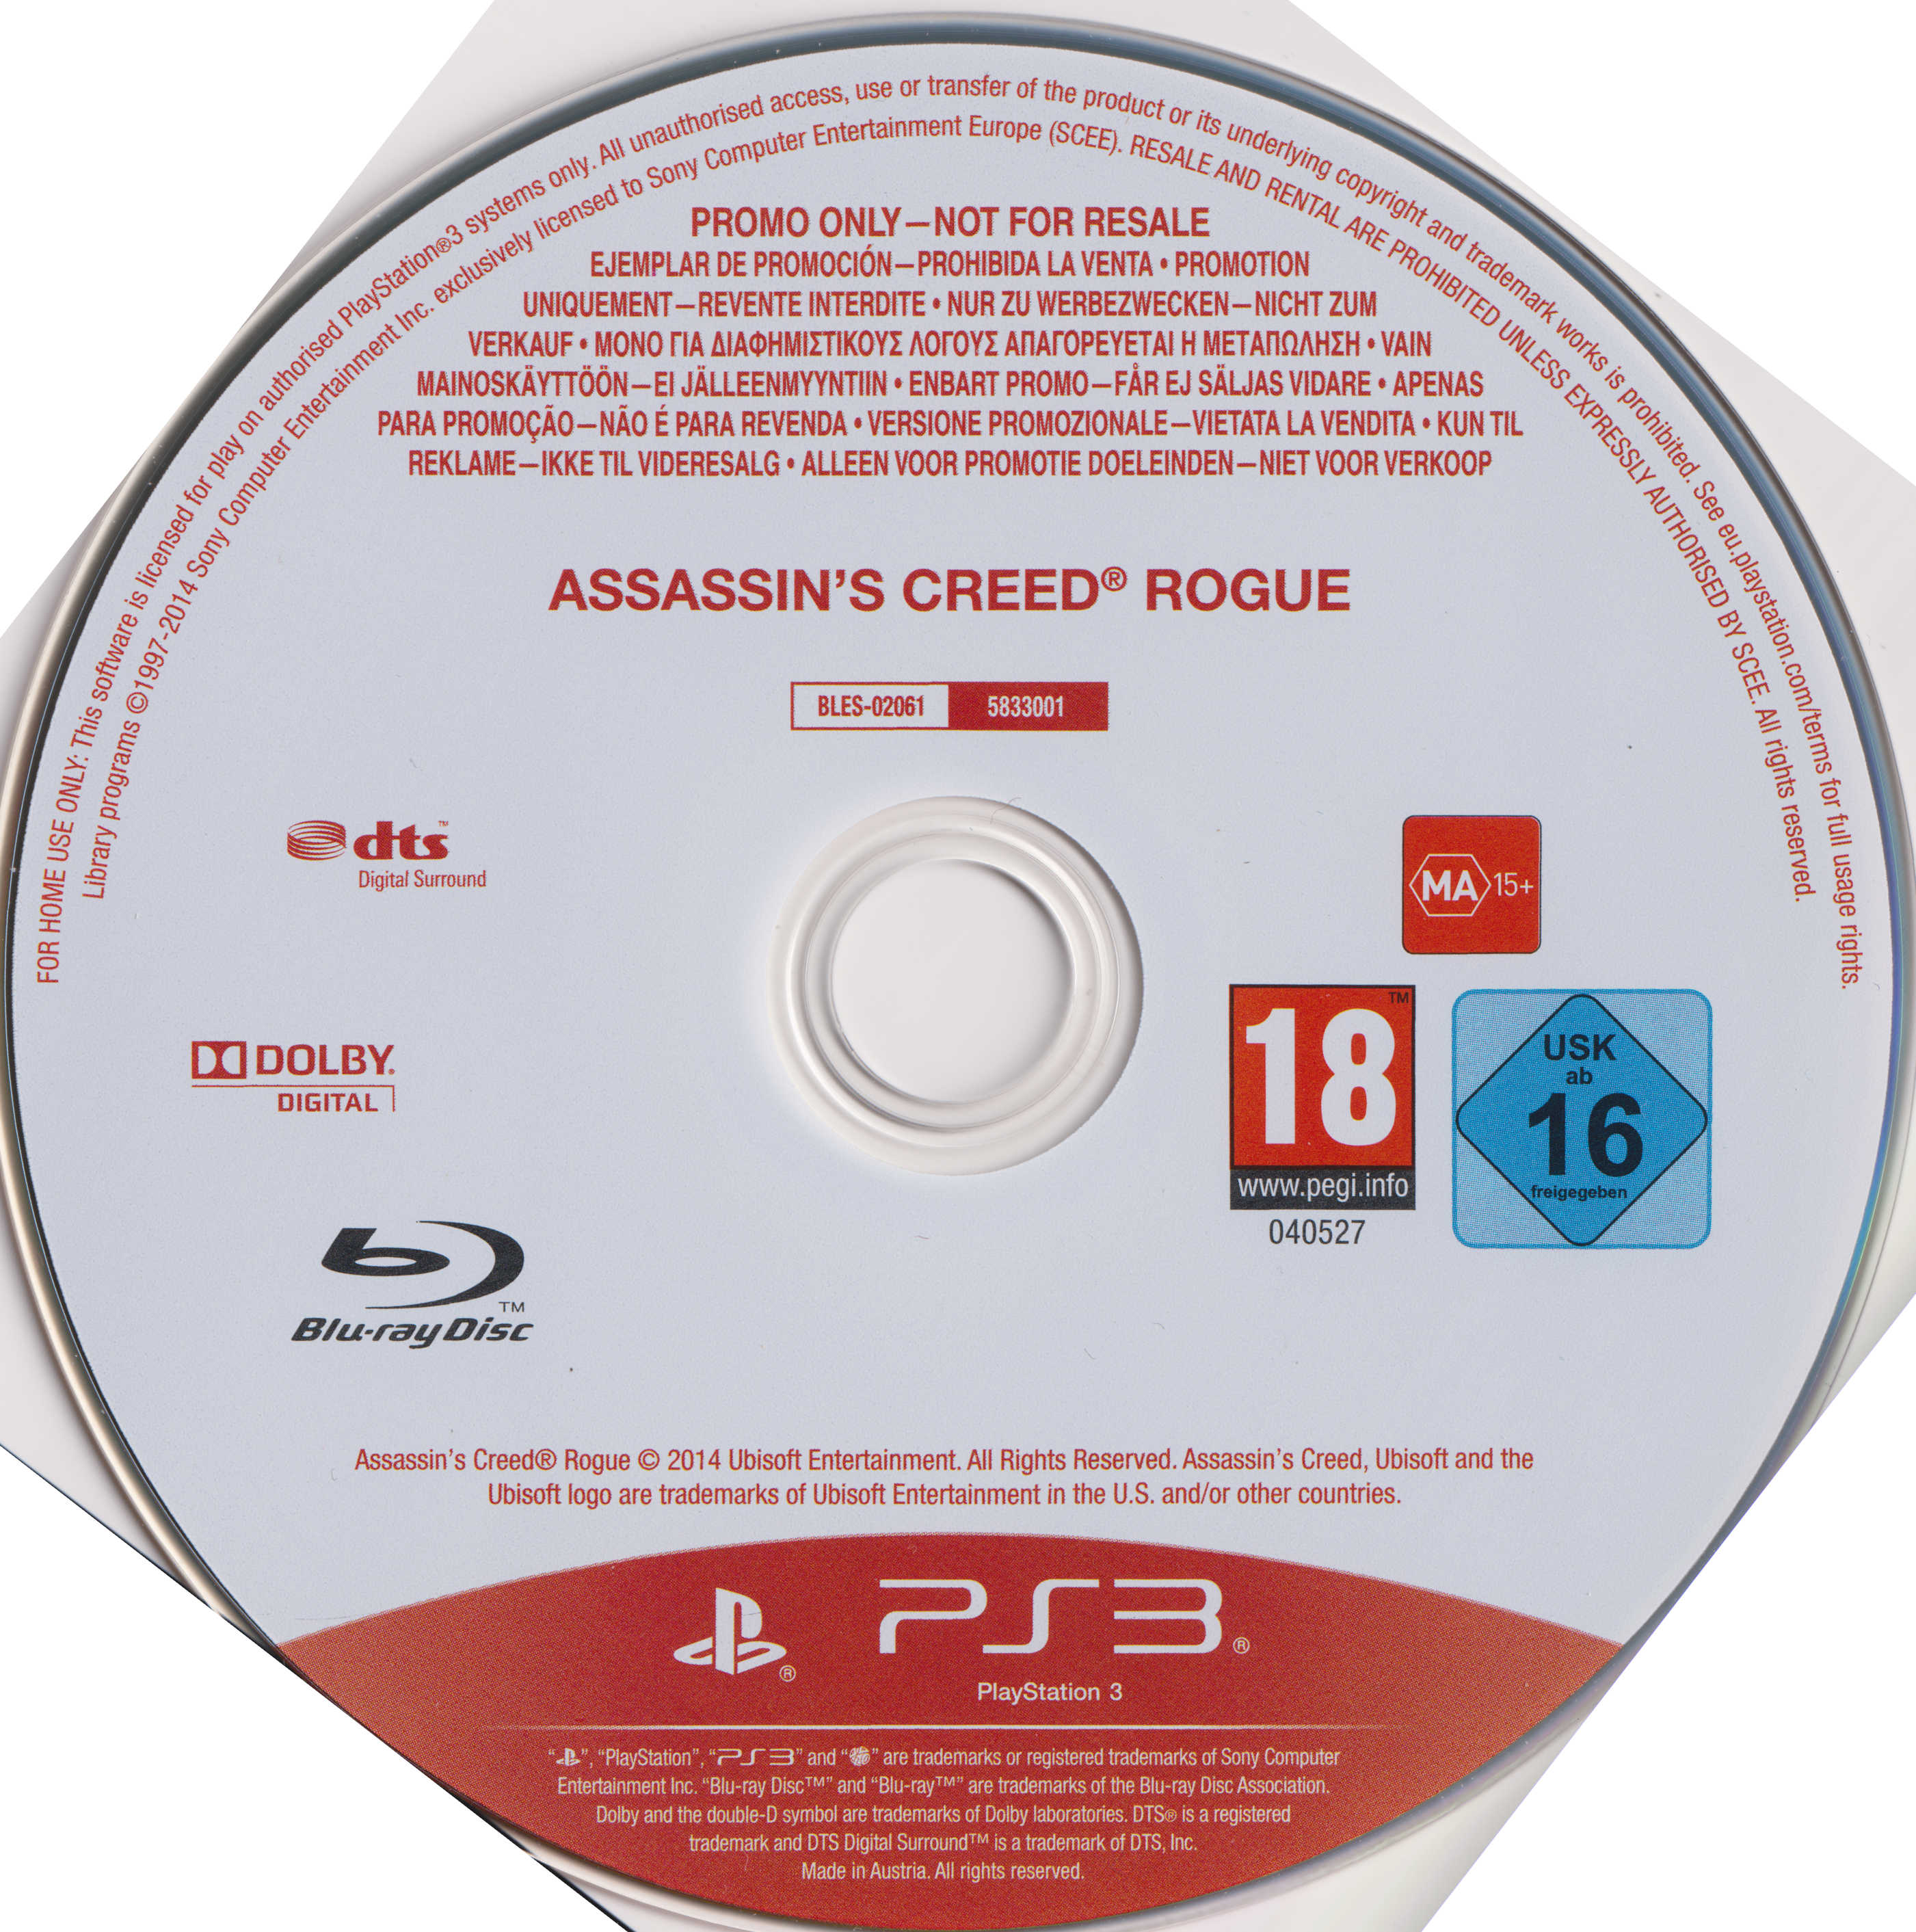 FOR HOME USE ONLY: This software is licensed for play on authorised PlayStation®3 systems only. All unauthorised access, use or transfer of the product or its underlying copyright and trademark works is prohibited. See eu.playstation.com/terms for full usage rights.
Library programs ©1997-2014 Sony Computer Entertainment Inc. exclusively licensed to Sony Computer Entertainment Europe (SCEE). RESALE AND RENTAL ARE PROHIBITED UNLESS EXPRESSLY AUTHORISED BY SCEE. All rights reserved.
PROMO ONLY—NOT FOR RESALE
EJEMPLAR DE PROMOCIÓN—PROHIBIDA LA VENTA • PROMOTION
UNIQUEMENT—REVENTE INTERDITE • NUR ZU WERBEZWECKEN—NICHT ZUM
VERKAUF • ΜΟΝΟ ΓΙΑ ΔΙΑΦΗΜΙΣΤΙΚΟΥΣ ΛΟΓΟΥΣ ΑΠΑΓΟΡΕΥΕΤΑΙ Η ΜΕΤΑΠΩΛΗΣΗ • VAIN
MAINOSKÄYTTÖÖN—EI JÄLLEENMYYNTIIN • ENBART PROMO—FÅR EJ SÄLJAS VIDARE • APENAS
PARA PROMOÇÃO—NÃO É PARA REVENDA • VERSIONE PROMOZIONALE—VIETATA LA VENDITA • KUN TIL
REKLAME—IKKE TIL VIDERESALG • ALLEEN VOOR PROMOTIE DOELEINDEN—NIET VOOR VERKOOP
ASSASSIN'S CREED® ROGUE
BLES-02061 5833001
dts™
Digital Surround
MA 15+
DOLBY®
DIGITAL
18™
www.pegi.info
040527
USK
ab
16
freigegeben
Blu-ray Disc™
Assassin's Creed® Rogue © 2014 Ubisoft Entertainment. All Rights Reserved. Assassin's Creed, Ubisoft and the
Ubisoft logo are trademarks of Ubisoft Entertainment in the U.S. and/or other countries.
® PS3®
PlayStation 3
“”, “PlayStation”, “PS3” and “” are trademarks or registered trademarks of Sony Computer
Entertainment Inc. “Blu-ray Disc™” and “Blu-ray™” are trademarks of the Blu-ray Disc Association.
Dolby and the double-D symbol are trademarks of Dolby laboratories. DTS® is a registered
trademark and DTS Digital Surround™ is a trademark of DTS, Inc.
Made in Austria. All rights reserved.